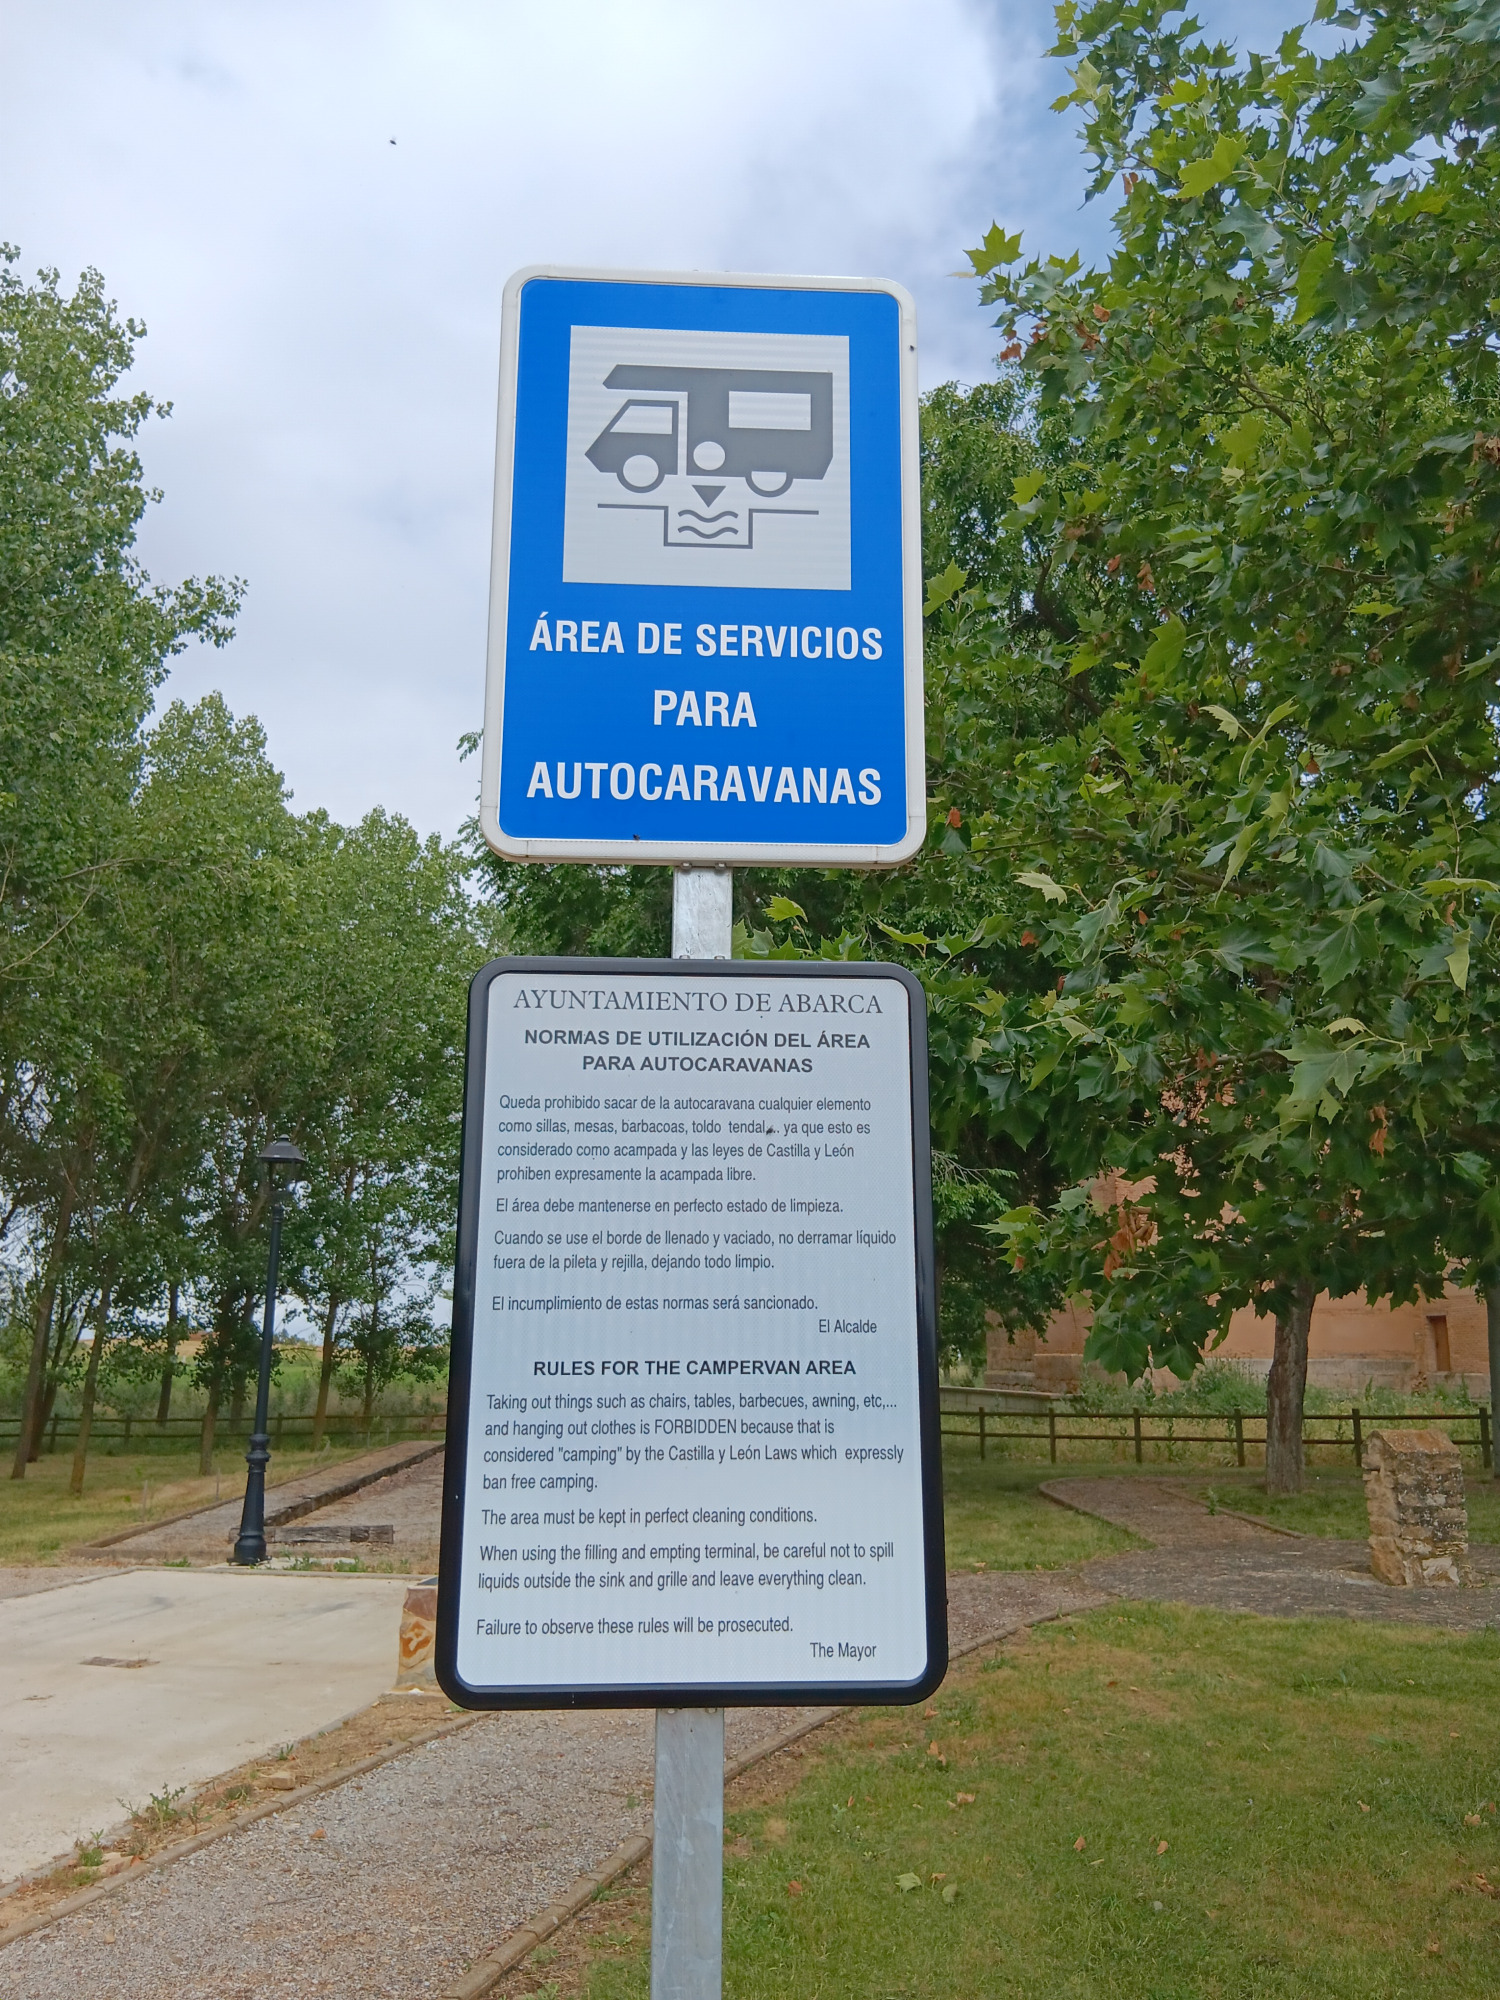 ÁREA DE SERVICIOS
PARA
AUTOCARAVANAS
AYUNTAMIENTO DE ABARCA
NORMAS DE UTILIZACIÓN DEL ÁREA
PARA AUTOCARAVANAS
Queda prohibido sacar de la autocaravana cualquier elemento
como sillas, mesas, barbacoas, toldo tendal... ya que esto es
considerado como acampada y las leyes de Castilla y León
prohiben expresamente la acampada libre.
El área debe mantenerse en perfecto estado de limpieza.
Cuando se use el borde de llenado y vaciado, no derramar líquido
fuera de la pileta y rejilla, dejando todo limpio.
El incumplimiento de estas normas será sancionado.
El Alcalde
RULES FOR THE CAMPERVAN AREA
Taking out things such as chairs, tables, barbecues, awning, etc,...
and hanging out clothes is FORBIDDEN because that is
considered "camping" by the Castilla y León Laws which expressly
ban free camping.
The area must be kept in perfect cleaning conditions.
When using the filling and empting terminal, be careful not to spill
liquids outside the sink and grille and leave everything clean.
Failure to observe these rules will be prosecuted.
The Mayor